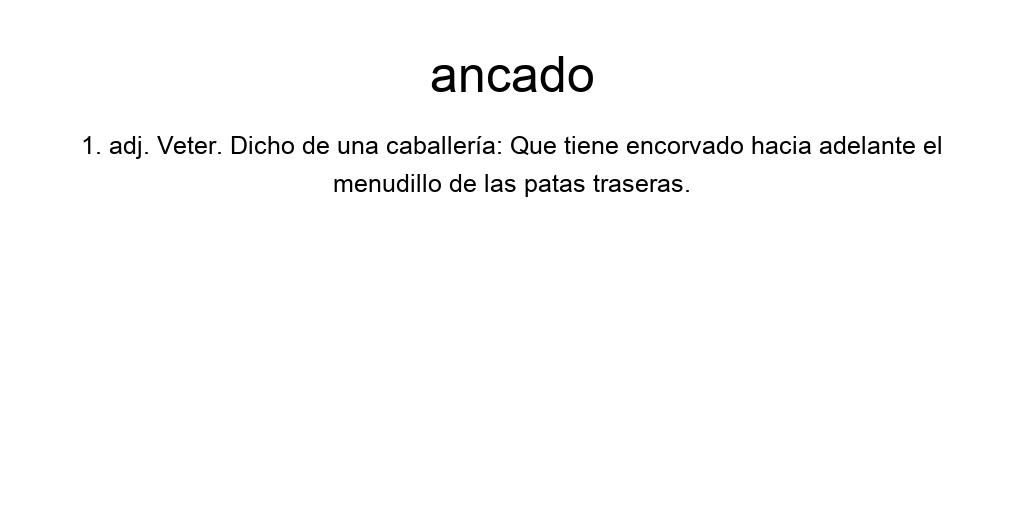 ancado
1. adj. Veter. Dicho de una caballería: Que tiene encorvado hacia adelante el
menudillo de las patas traseras.